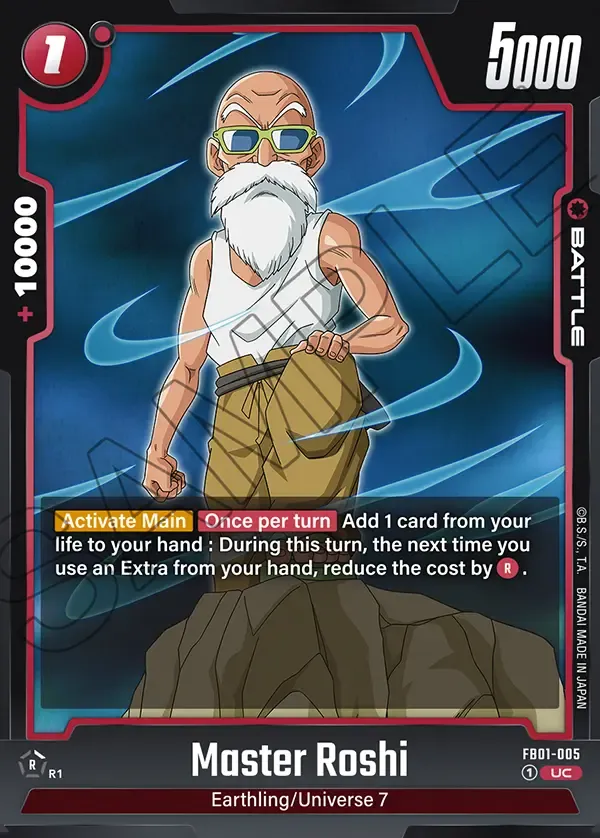 1
5000
+ 10000
BATTLE
SAMPLE
Activate Main Once per turn Add 1 card from your
life to your hand : During this turn, the next time you
use an Extra from your hand, reduce the cost by R .
©B.S./S., T.A. BANDAI MADE IN JAPAN
R R1
Master Roshi
FB01-005
1 UC
Earthling/Universe 7